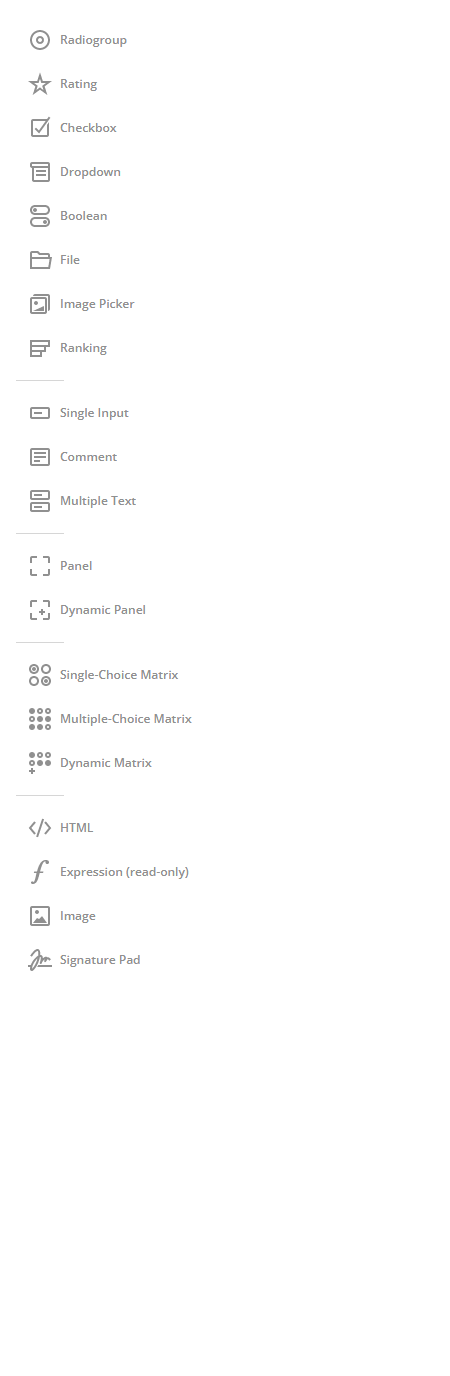 Radiogroup
Rating
Checkbox
Dropdown
Boolean
File
Image Picker
Ranking
Single Input
Comment
Multiple Text
Panel
Dynamic Panel
Single-Choice Matrix
Multiple-Choice Matrix
Dynamic Matrix
HTML
Expression (read-only)
Image
Signature Pad